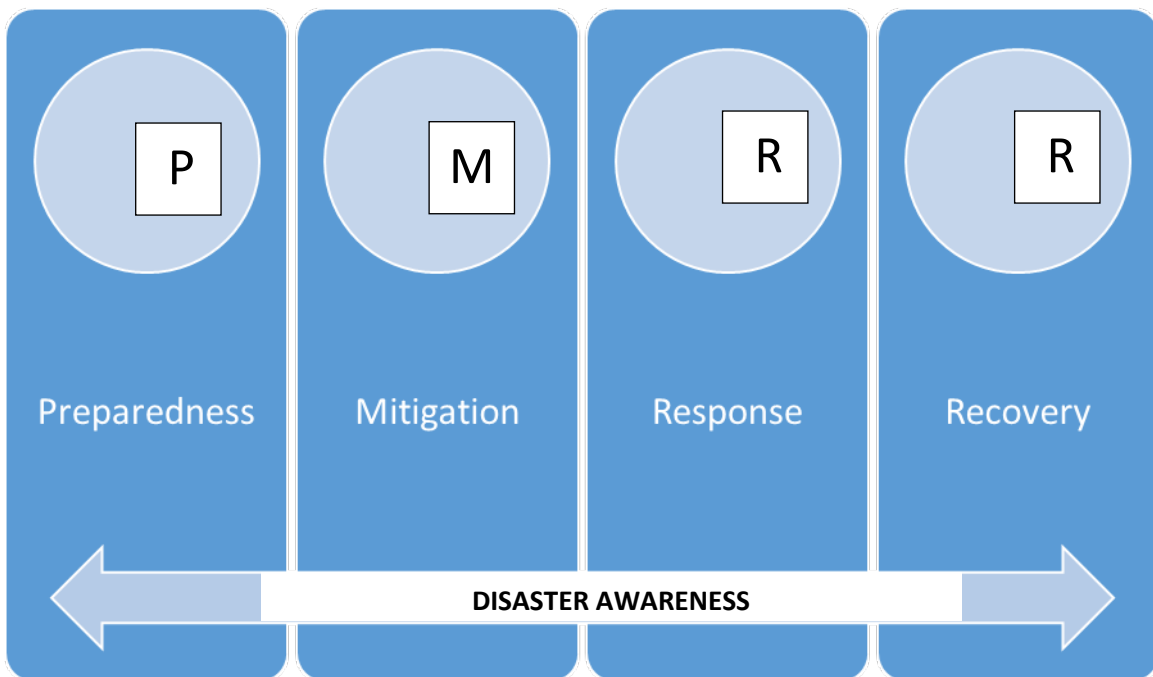 P
M
R
R
Preparedness
Mitigation
Response
Recovery
DISASTER AWARENESS